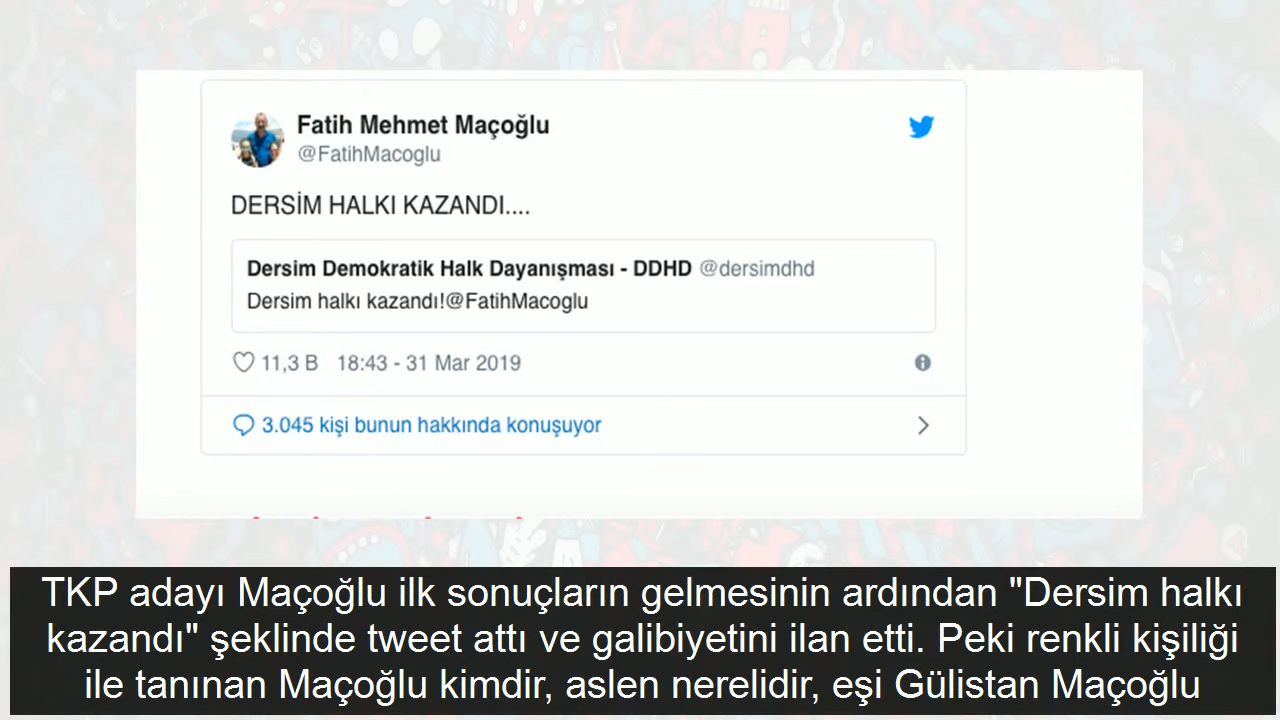 Fatih Mehmet Maçoğlu
@FatihMacoglu
DERSİM HALKI KAZANDI....
Dersim Demokratik Halk Dayanışması - DDHD @dersimdhd
Dersim halkı kazandı!@FatihMacoglu
11,3 B 18:43 - 31 Mar 2019
3.045 kişi bunun hakkında konuşuyor
TKP adayı Maçoğlu ilk sonuçların gelmesinin ardından "Dersim halkı
kazandı" şeklinde tweet attı ve galibiyetini ilan etti. Peki renkli kişiliği
ile tanınan Maçoğlu kimdir, aslen nerelidir, eşi Gülistan Maçoğlu